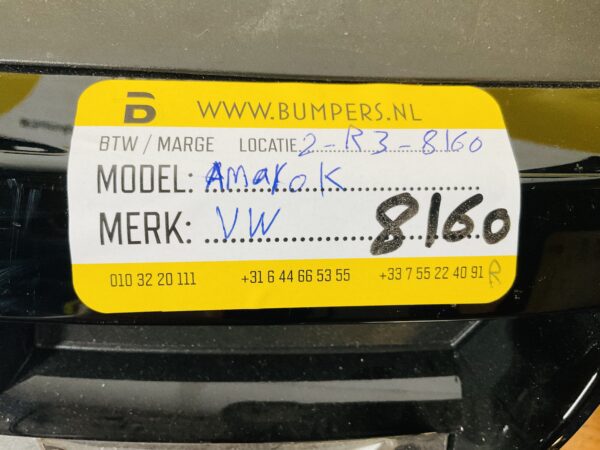 B WWW.BUMPERS.NL
BTW / MARGE LOCATIE 2-R3-8160
MODEL: Amarok
MERK: VW 8160
010 32 20 111 +31 6 44 66 53 55 +33 7 55 22 40 91 R